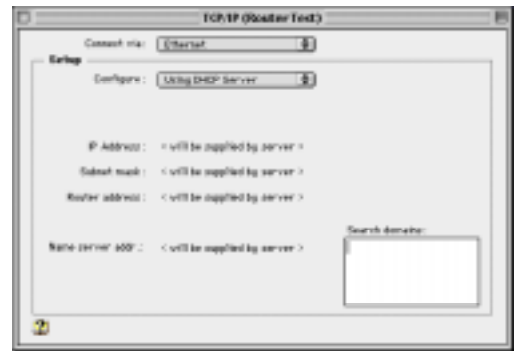 TCP/IP (Router Test)
Connect via: Ethernet
Setup
Configure: Using DHCP Server
IP Address: < will be supplied by server >
Subnet mask: < will be supplied by server >
Router address: < will be supplied by server >
Search domains:
Name server addr.: < will be supplied by server >